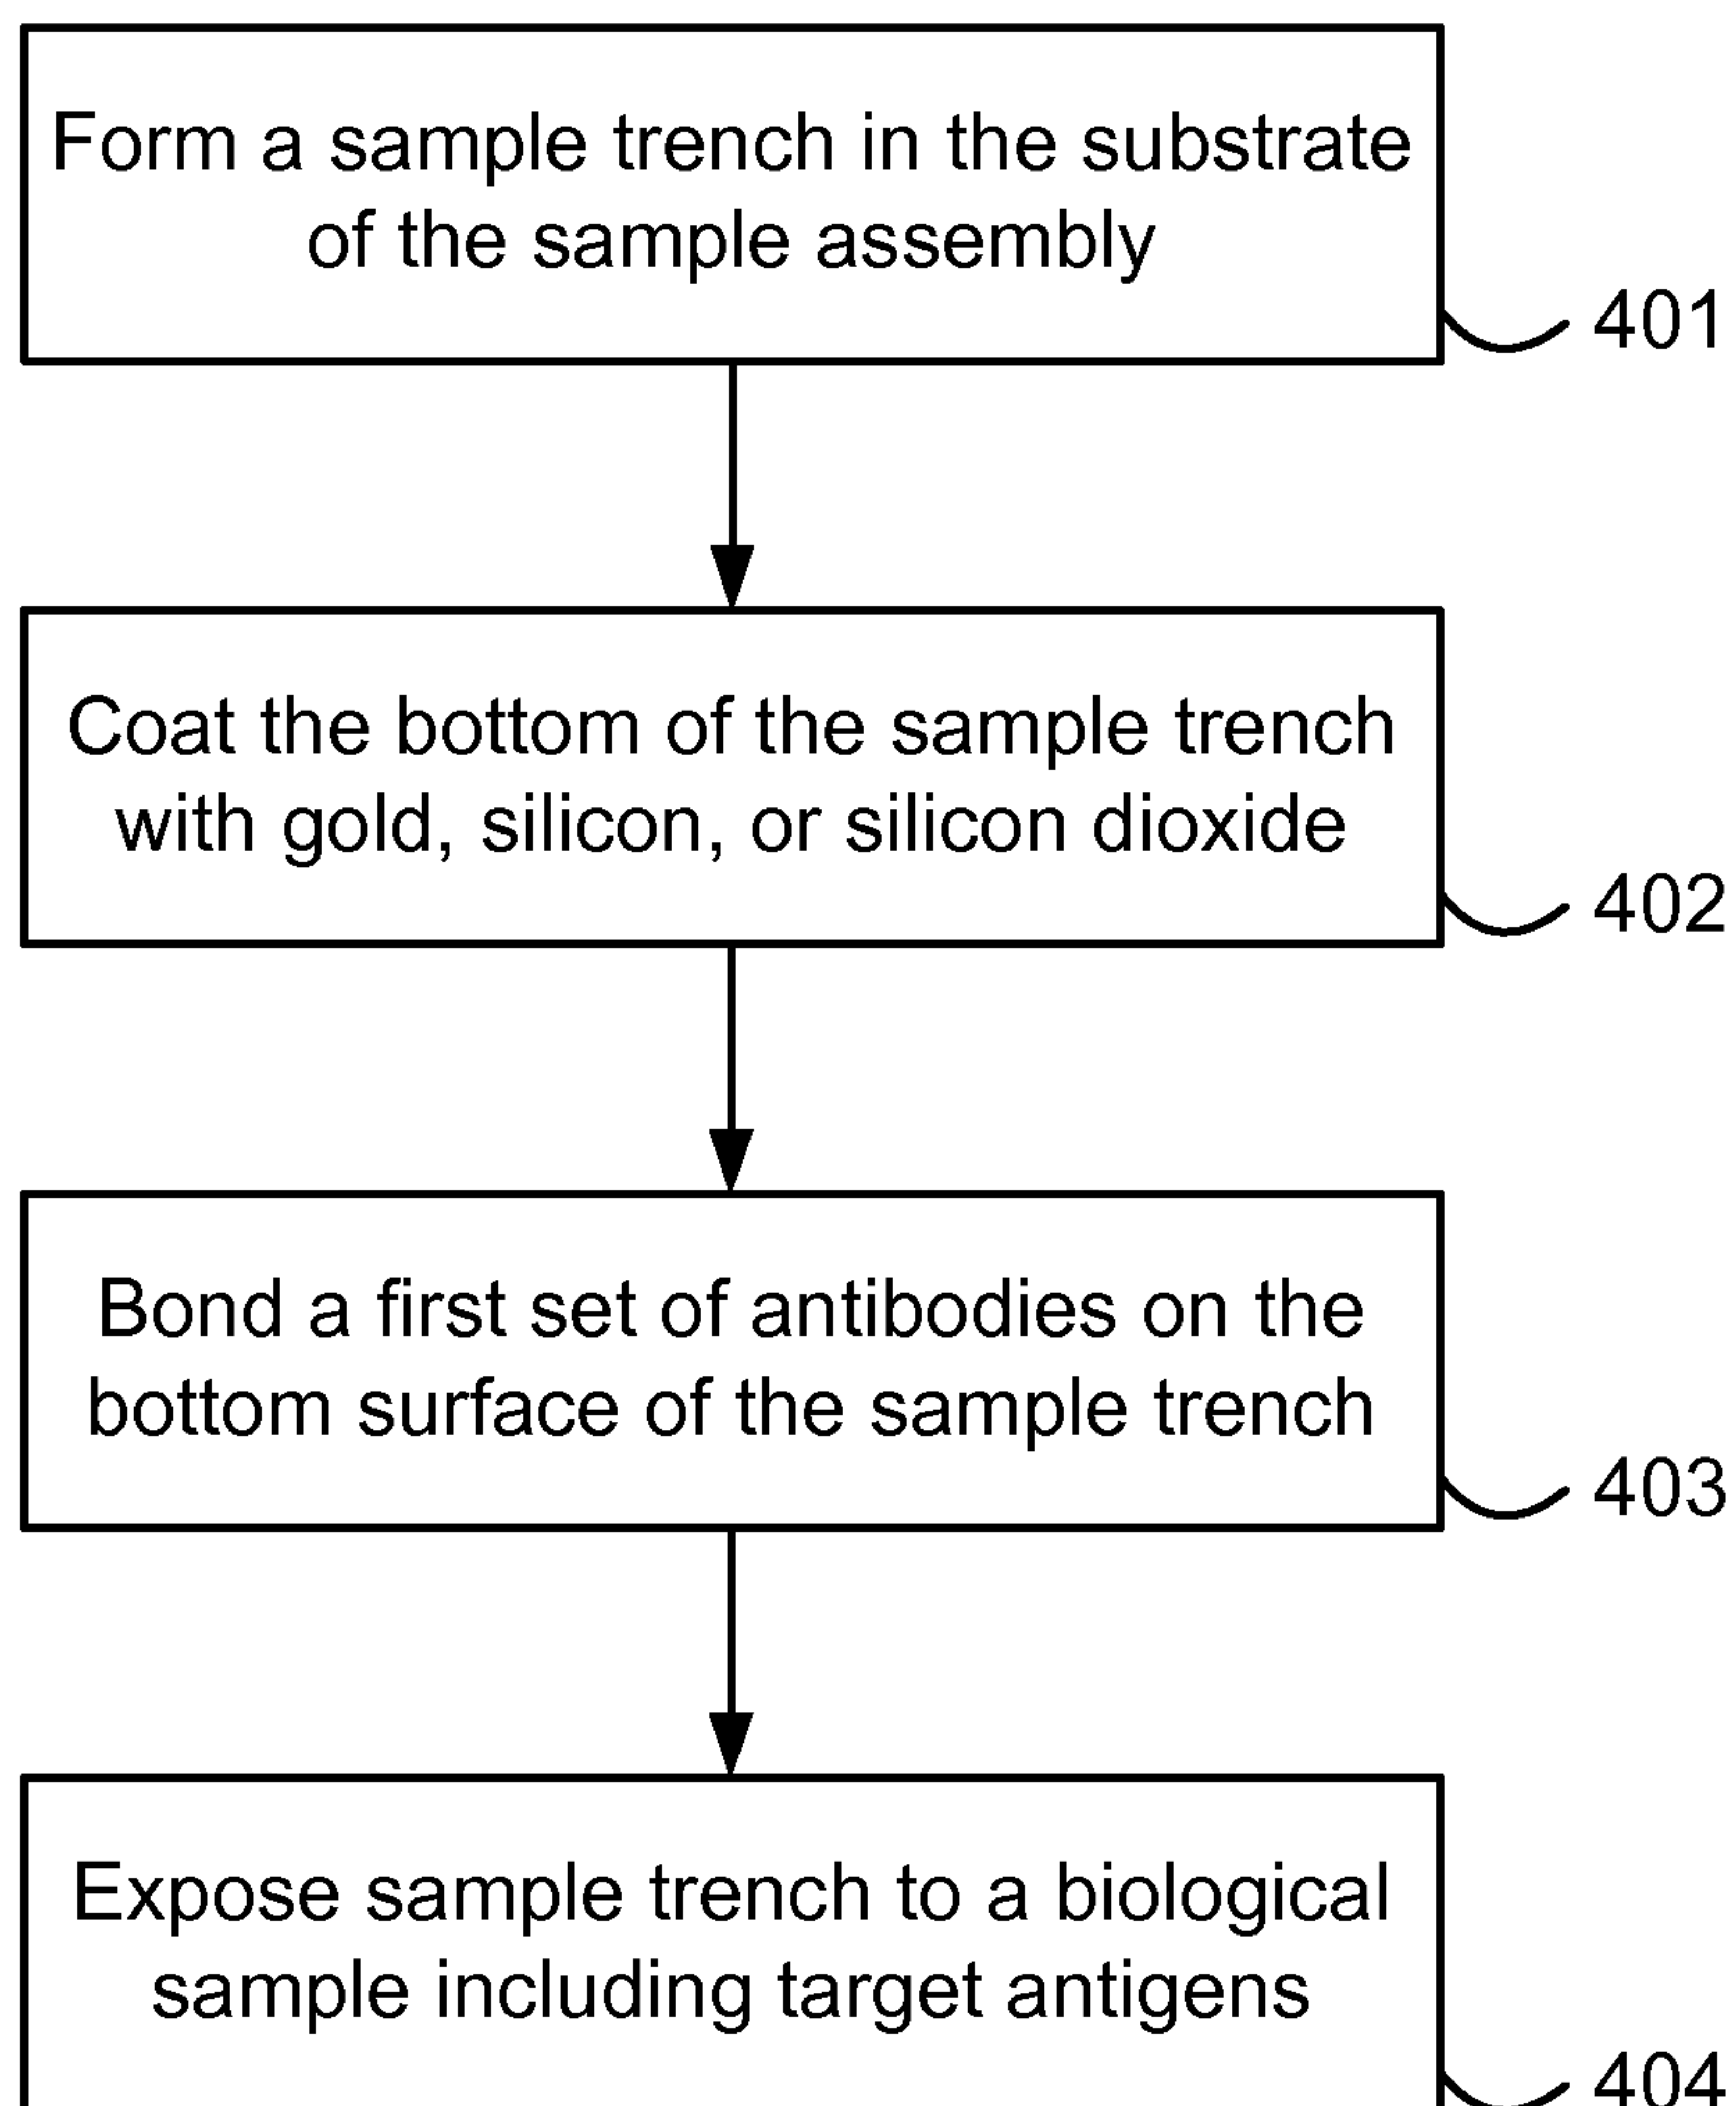 Form a sample trench in the substrate
of the sample assembly
401
Coat the bottom of the sample trench
with gold, silicon, or silicon dioxide
402
Bond a first set of antibodies on the
bottom surface of the sample trench
403
Expose sample trench to a biological
sample including target antigens
404